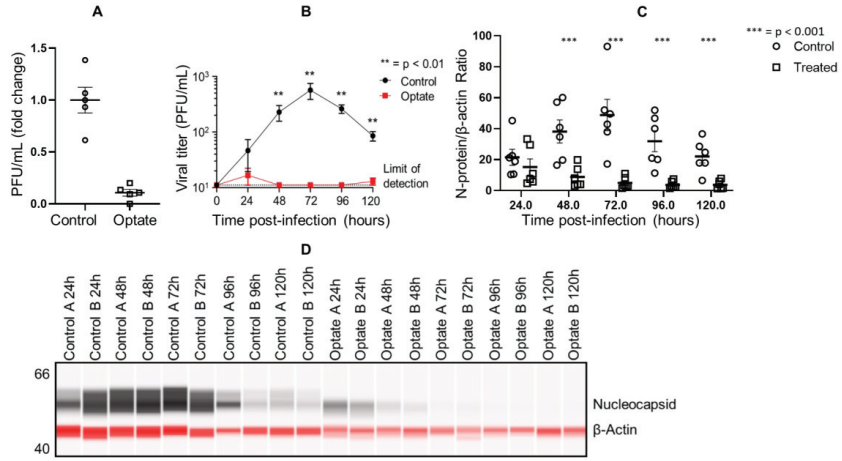 A
PFU/mL (fold change)
1.5
1.0
0.5
0.0
Control
Optate
B
** = p < 0.01
Control
Optate
Viral titer (PFU/mL)
10³
10²
10¹
**
**
**
**
Limit of
detection
0 24 48 72 96 120
Time post-infection (hours)
C
*** = p < 0.001
Control
Treated
N-protein/β-actin Ratio
100
80
60
40
20
0
*** *** *** ***
24.0 48.0 72.0 96.0 120.0
Time post-infection (hours)
D
Control A 24h
Control B 24h
Control A 48h
Control B 48h
Control A 72h
Control B 72h
Control A 96h
Control B 96h
Control A 120h
Control B 120h
Optate A 24h
Optate B 24h
Optate A 48h
Optate B 48h
Optate A 72h
Optate B 72h
Optate A 96h
Optate B 96h
Optate A 120h
Optate B 120h
66
40
Nucleocapsid
β-Actin